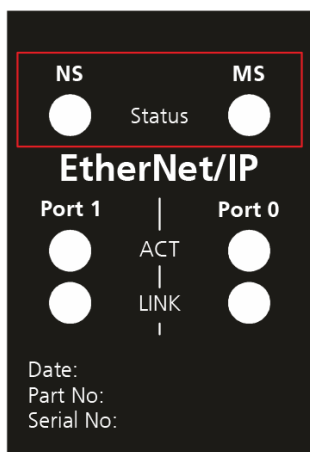 NS MS
Status
EtherNet/IP
Port 1 Port 0
ACT
LINK
Date:
Part No:
Serial No: